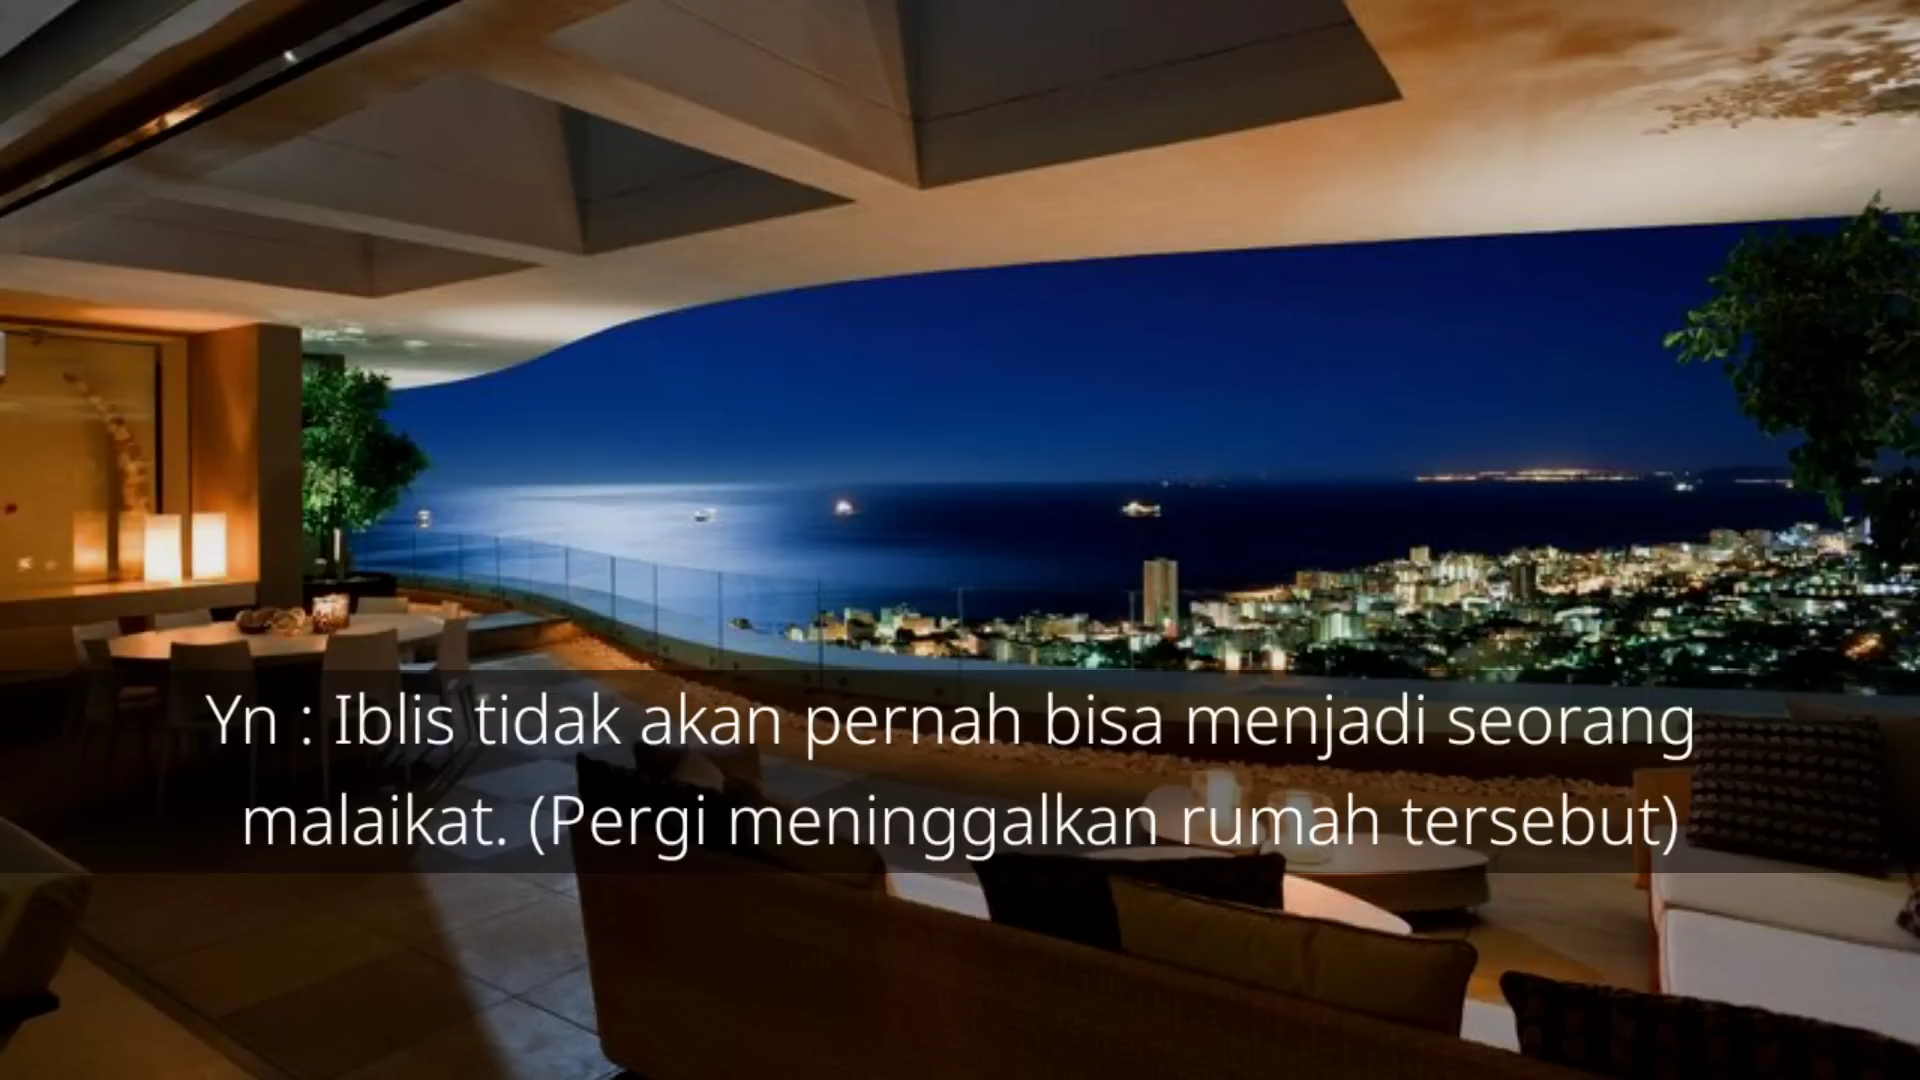 Yn : Iblis tidak akan pernah bisa menjadi seorang
malaikat. (Pergi meninggalkan rumah tersebut)